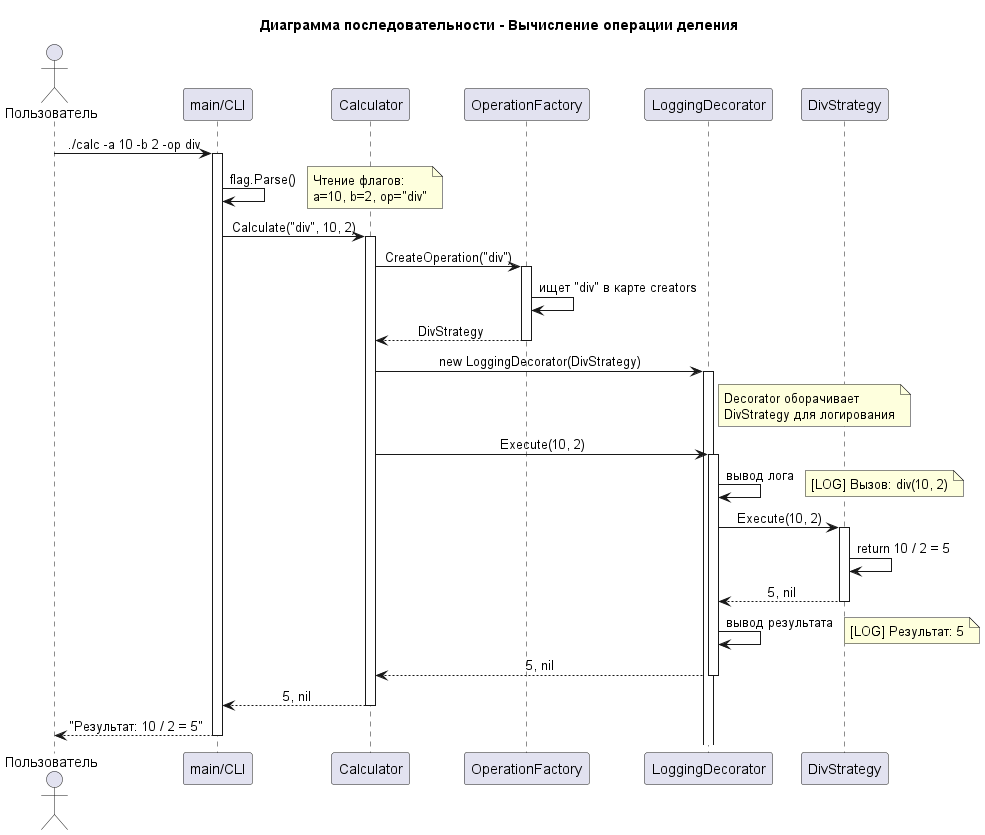 Диаграмма последовательности - Вычисление операции деления
Пользователь
main/CLI
Calculator
OperationFactory
LoggingDecorator
DivStrategy
./calc -a 10 -b 2 -op div
flag.Parse()
Чтение флагов:
a=10, b=2, op="div"
Calculate("div", 10, 2)
CreateOperation("div")
ищет "div" в карте creators
DivStrategy
new LoggingDecorator(DivStrategy)
Decorator оборачивает
DivStrategy для логирования
Execute(10, 2)
вывод лога
[LOG] Вызов: div(10, 2)
Execute(10, 2)
return 10 / 2 = 5
5, nil
вывод результата
[LOG] Результат: 5
5, nil
5, nil
"Результат: 10 / 2 = 5"
Пользователь
main/CLI
Calculator
OperationFactory
LoggingDecorator
DivStrategy